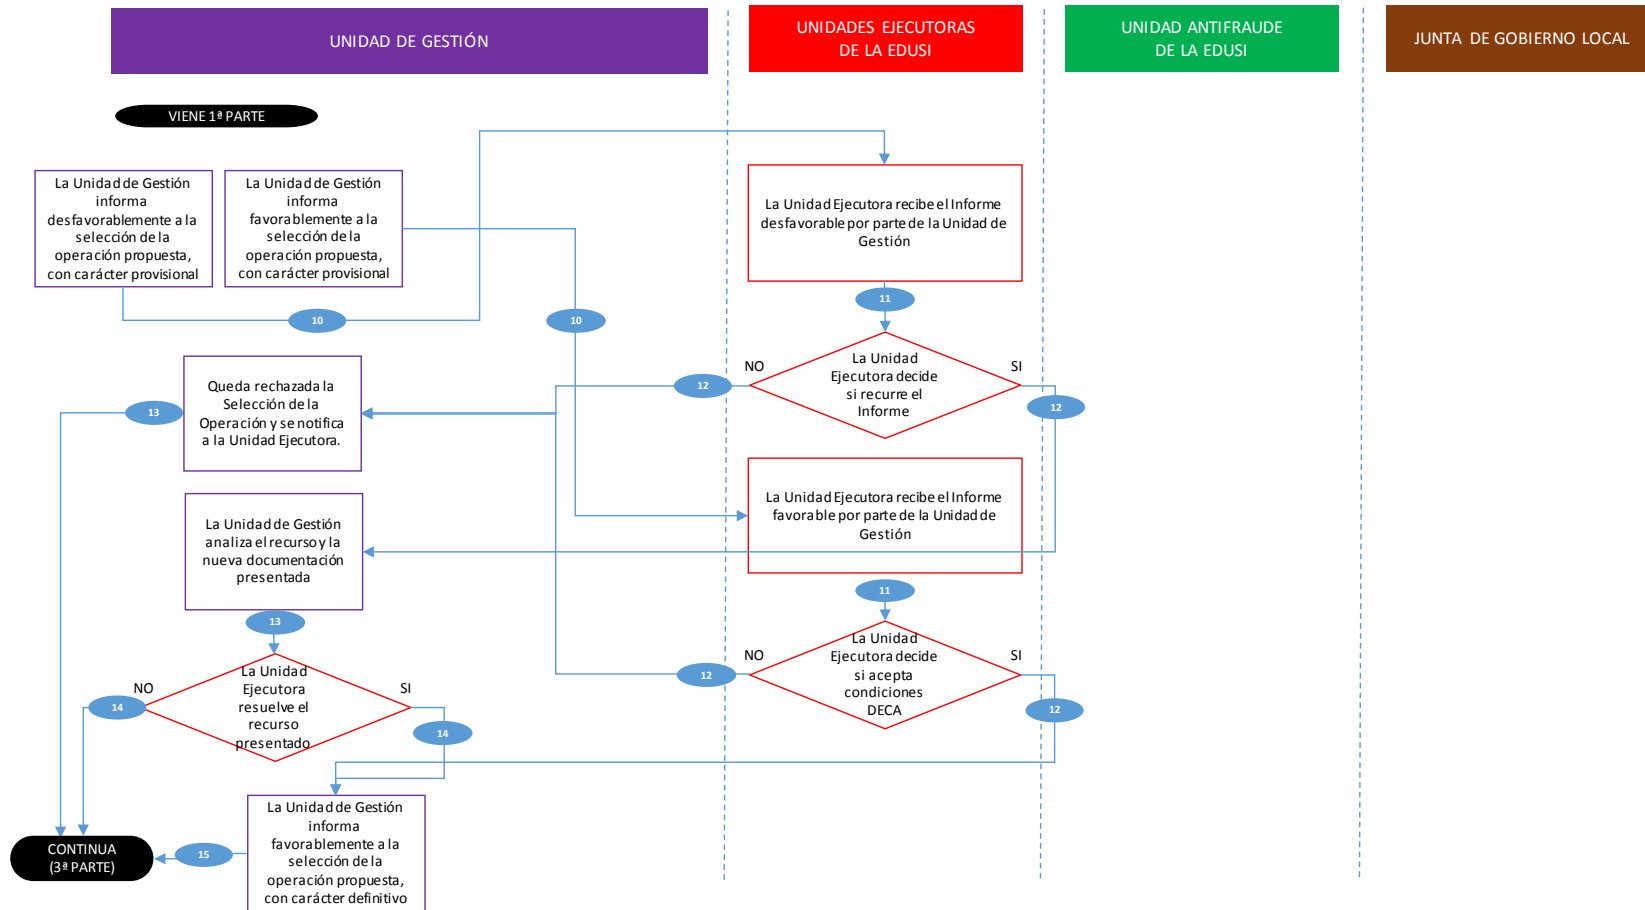 UNIDAD DE GESTIÓN
UNIDADES EJECUTORAS
DE LA EDUSI
UNIDAD ANTIFRAUDE
DE LA EDUSI
JUNTA DE GOBIERNO LOCAL
VIENE 1ª PARTE
La Unidad de Gestión
informa
desfavorablemente a la
selección de la
operación propuesta,
con carácter provisional
La Unidad de Gestión
informa
favorablemente a la
selección de la
operación propuesta,
con carácter provisional
La Unidad Ejecutora recibe el Informe
desfavorable por parte de la Unidad de
Gestión
11
10
10
La Unidad
Ejecutora decide
si recurre el
Informe
NO
SI
12
12
Queda rechazada la
Selección de la
Operación y se notifica
a la Unidad Ejecutora.
13
La Unidad Ejecutora recibe el Informe
favorable por parte de la Unidad de
Gestión
La Unidad de Gestión
analiza el recurso y la
nueva documentación
presentada
11
13
La Unidad
Ejecutora decide
si acepta
condiciones
DECA
NO
SI
12
12
La Unidad
Ejecutora
resuelve el
recurso
presentado
NO
SI
14
14
La Unidad de Gestión
informa
favorablemente a la
selección de la
operación propuesta,
con carácter definitivo
15
CONTINUA
(3ª PARTE)